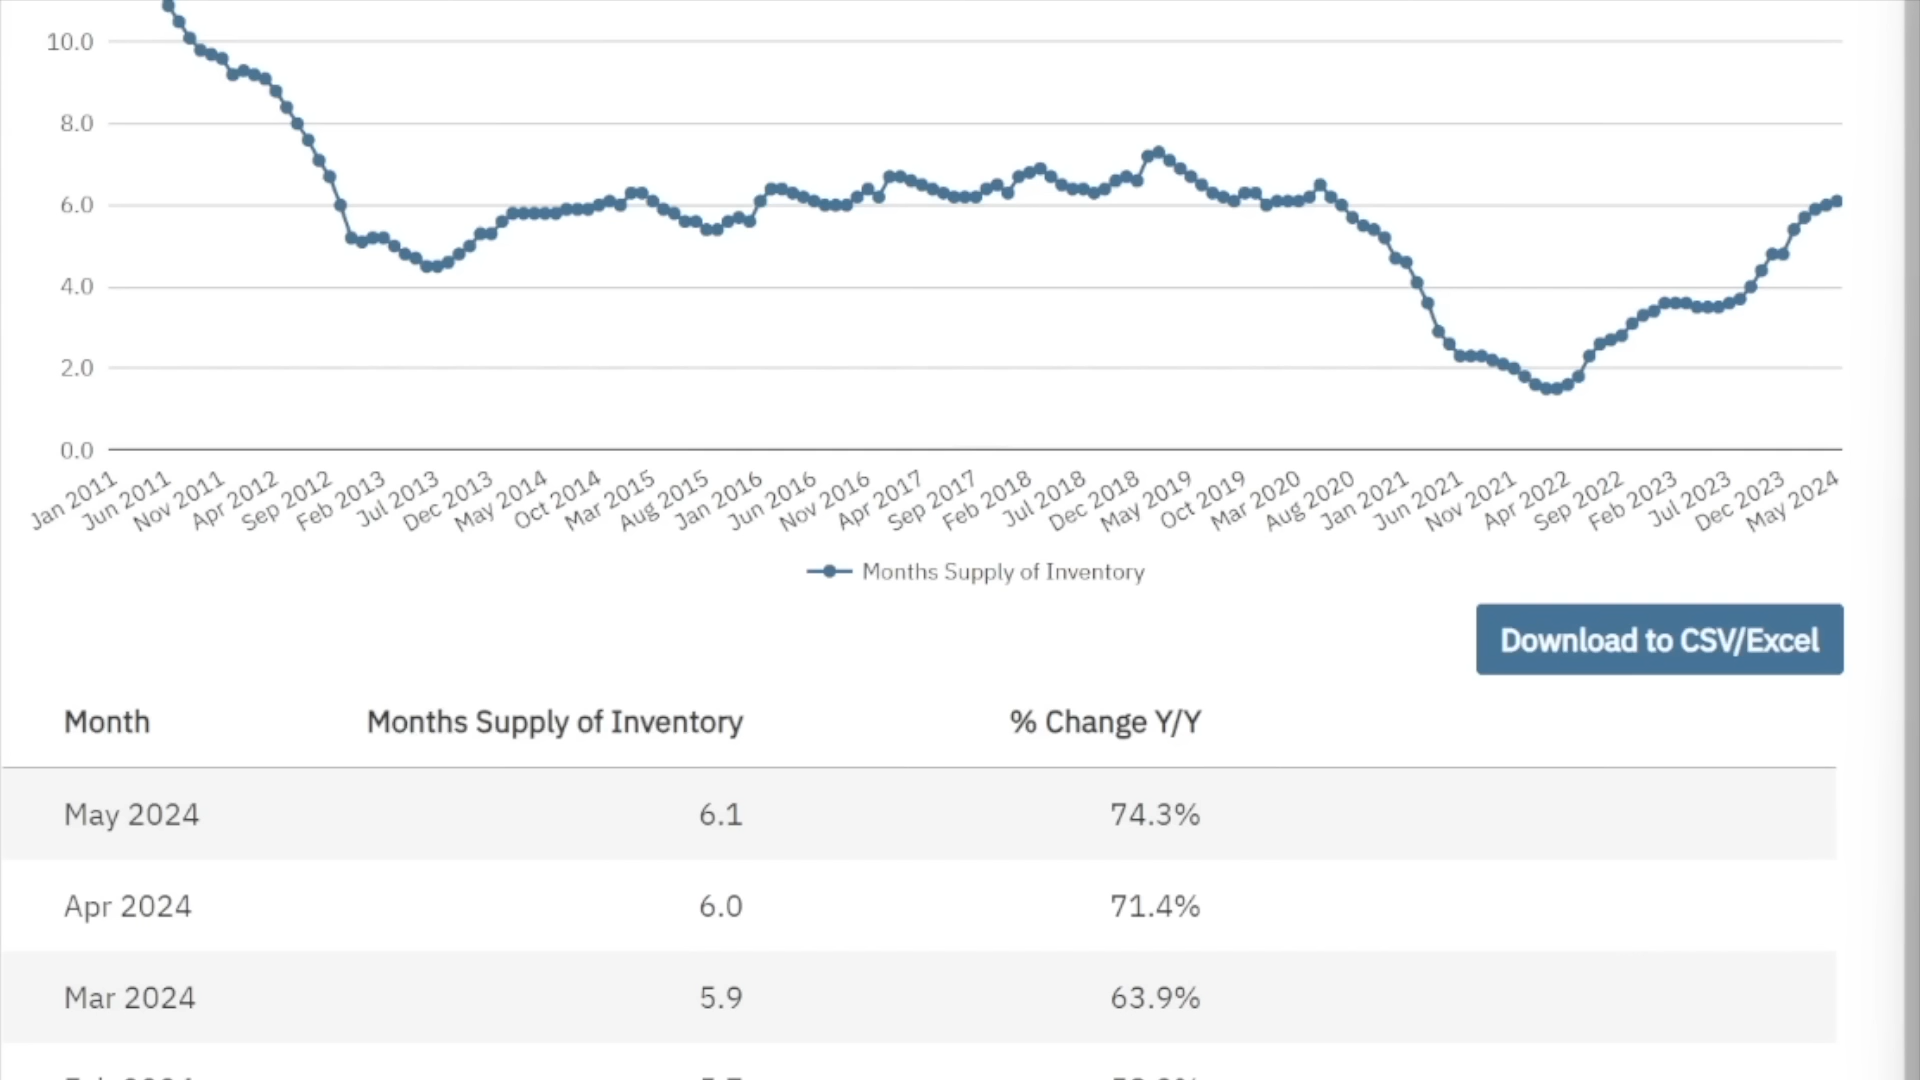 10.0
8.0
6.0
4.0
2.0
0.0
Jan 2011 Jun 2011 Nov 2011 Apr 2012 Sep 2012 Feb 2013 Jul 2013 Dec 2013 May 2014 Oct 2014 Mar 2015 Aug 2015 Jan 2016 Jun 2016 Nov 2016 Apr 2017 Sep 2017 Feb 2018 Jul 2018 Dec 2018 May 2019 Oct 2019 Mar 2020 Aug 2020 Jan 2021 Jun 2021 Nov 2021 Apr 2022 Sep 2022 Feb 2023 Jul 2023 Dec 2023 May 2024
Months Supply of Inventory
Download to CSV/Excel
Month Months Supply of Inventory % Change Y/Y
May 2024 6.1 74.3%
Apr 2024 6.0 71.4%
Mar 2024 5.9 63.9%